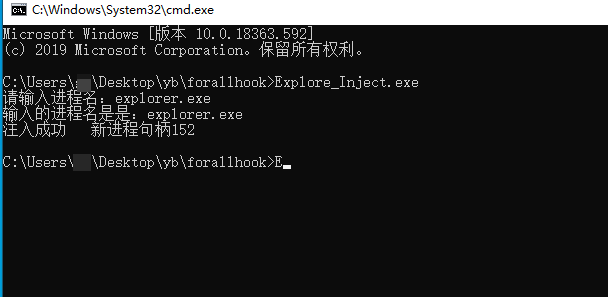 C:\Windows\System32\cmd.exe
Microsoft Windows [版本 10.0.18363.592]
(c) 2019 Microsoft Corporation。保留所有权利。
C:\Users\ \Desktop\yb\forallhook>Explore_Inject.exe
请输入进程名：explorer.exe
输入的进程名是是：explorer.exe
注入成功 新进程句柄152
C:\Users\ \Desktop\yb\forallhook>E